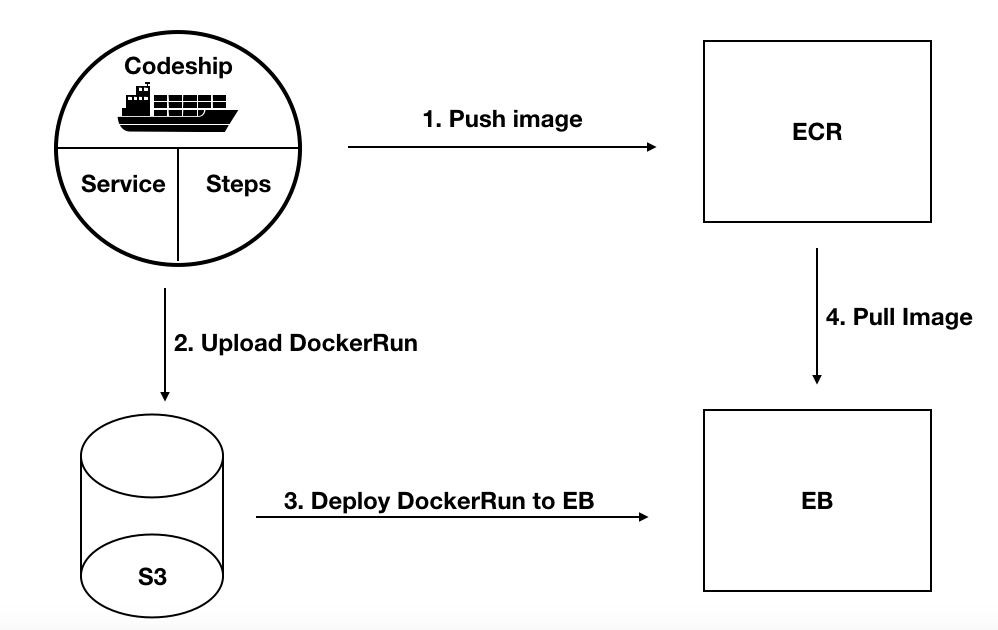 Codeship
Service
Steps
1. Push image
ECR
2. Upload DockerRun
4. Pull Image
3. Deploy DockerRun to EB
EB
S3